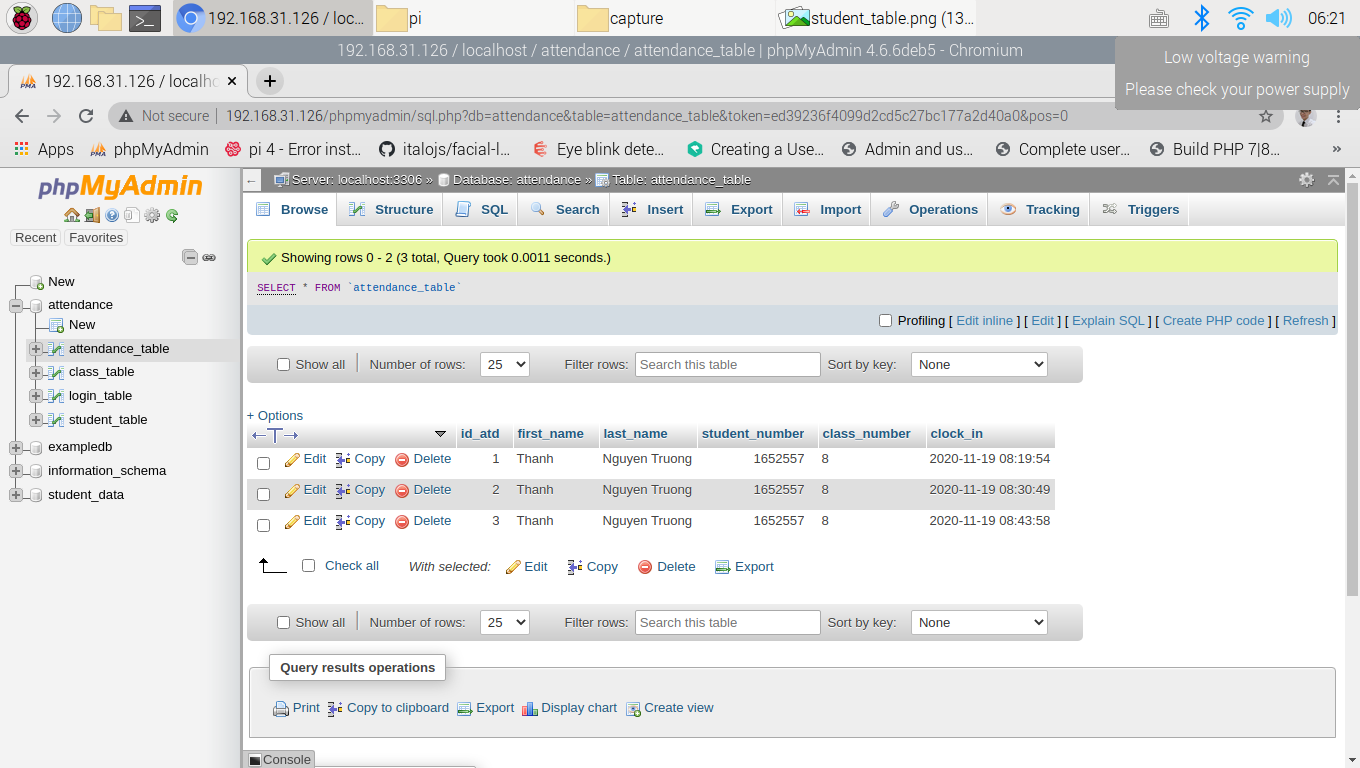 192.168.31.126 / loc... pi capture student_table.png (13... 06:21
192.168.31.126 / localhost / attendance / attendance_table | phpMyAdmin 4.6.6deb5 - Chromium
Low voltage warning
Please check your power supply
192.168.31.126 / localho × +
Not secure 192.168.31.126/phpmyadmin/sql.php?db=attendance&table=attendance_table&token=ed39236f4099d2cd5c27bc177a2d40a0&pos=0
Apps phpMyAdmin pi 4 - Error inst... italojs/facial-l... Eye blink dete... Creating a Use... Admin and us... Complete user... Build PHP 7|8... »
phpMyAdmin
Recent Favorites
New
attendance
New
attendance_table
class_table
login_table
student_table
exampledb
information_schema
student_data
Server: localhost:3306 » Database: attendance » Table: attendance_table
Browse Structure SQL Search Insert Export Import Operations Tracking Triggers
Showing rows 0 - 2 (3 total, Query took 0.0011 seconds.)
SELECT * FROM `attendance_table`
Profiling [ Edit inline ] [ Edit ] [ Explain SQL ] [ Create PHP code ] [ Refresh ]
Show all Number of rows: 25 Filter rows: Search this table Sort by key: None
+ Options
id_atd first_name last_name student_number class_number clock_in
Edit Copy Delete 1 Thanh Nguyen Truong 1652557 8 2020-11-19 08:19:54
Edit Copy Delete 2 Thanh Nguyen Truong 1652557 8 2020-11-19 08:30:49
Edit Copy Delete 3 Thanh Nguyen Truong 1652557 8 2020-11-19 08:43:58
Check all With selected: Edit Copy Delete Export
Show all Number of rows: 25 Filter rows: Search this table Sort by key: None
Query results operations
Print Copy to clipboard Export Display chart Create view
Console